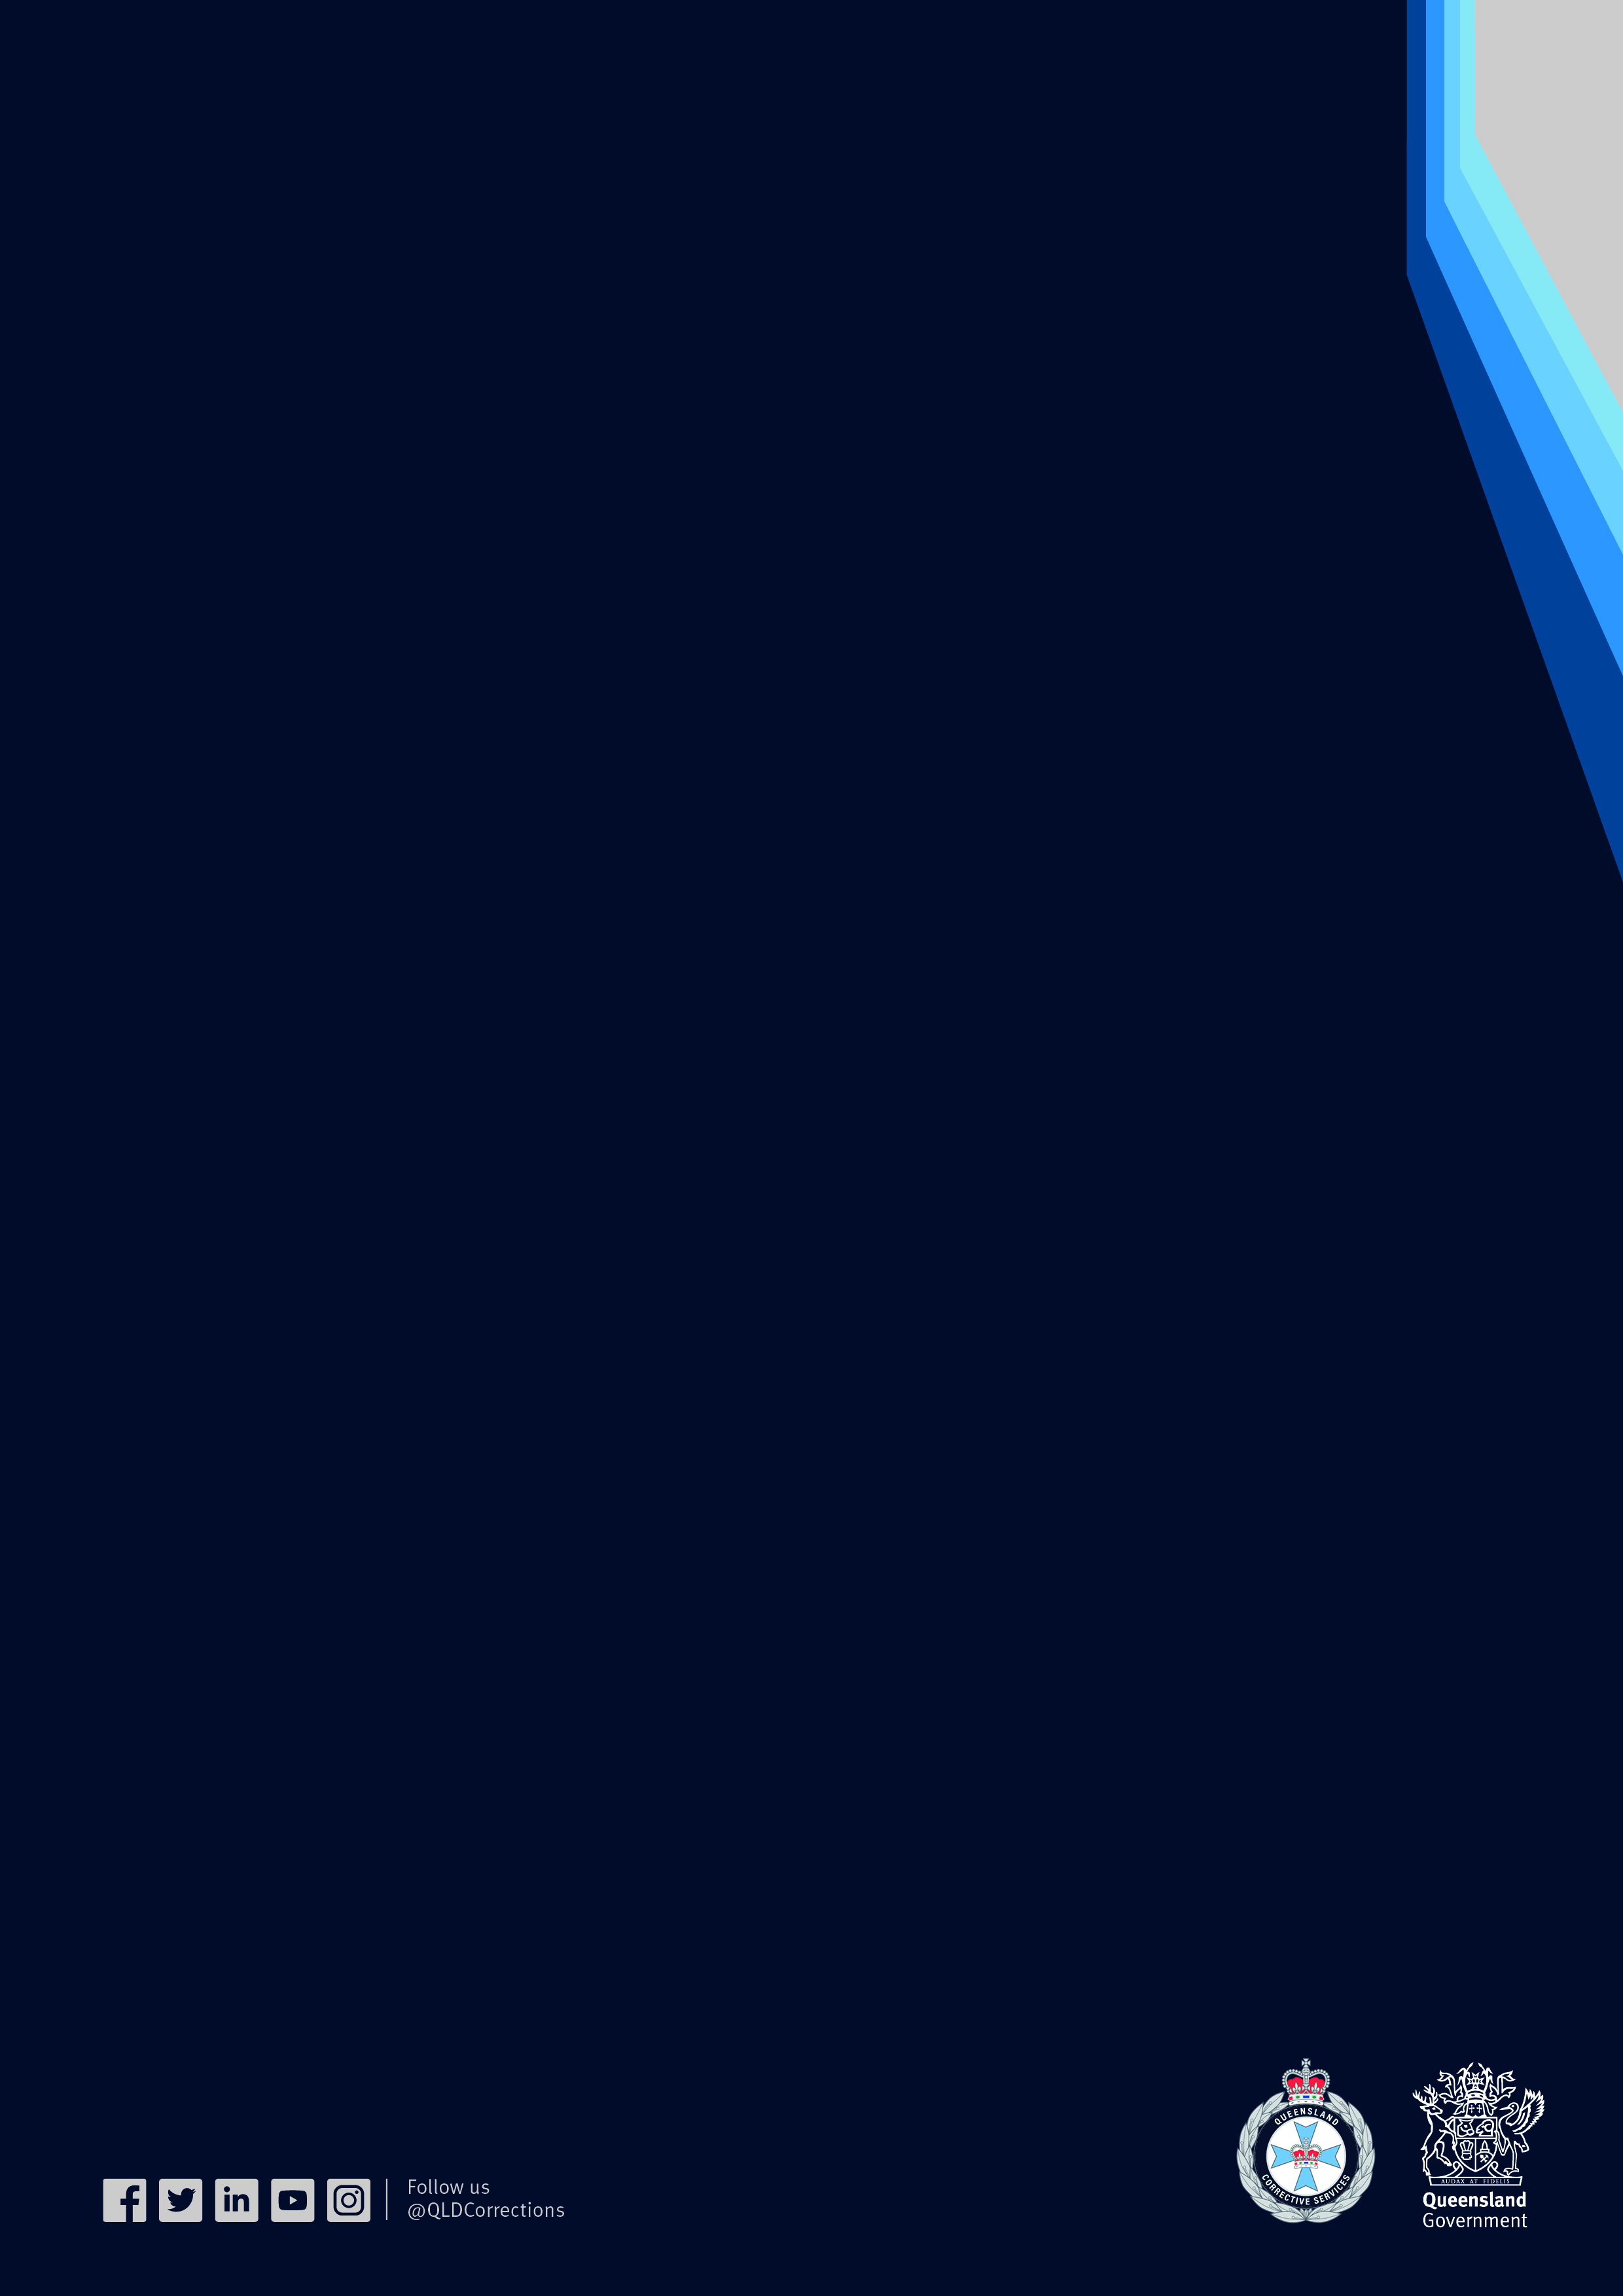 Follow us
@QLDCorrections
QUEENSLAND
CORRECTIVE SERVICES
AUDAX AT FIDELIS
Queensland
Government